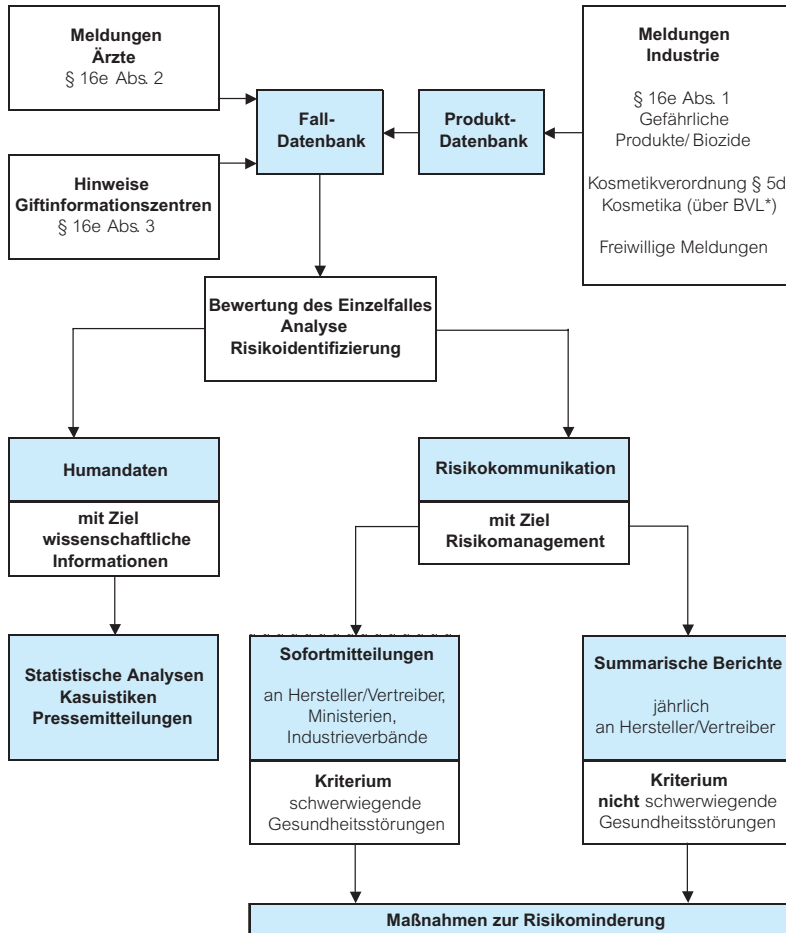 Meldungen
Ärzte
§ 16e Abs. 2
Hinweise
Giftinformationszentren
§ 16e Abs. 3
Fall-
Datenbank
Produkt-
Datenbank
Meldungen
Industrie
§ 16e Abs. 1
Gefährliche
Produkte/ Biozide
Kosmetikverordnung § 5d
Kosmetika (über BVL*)
Freiwillige Meldungen
Bewertung des Einzelfalles
Analyse
Risikoidentifizierung
Humandaten
mit Ziel
wissenschaftliche
Informationen
Statistische Analysen
Kasuistiken
Pressemitteilungen
Risikokommunikation
mit Ziel
Risikomanagement
Sofortmitteilungen
an Hersteller/Vertreiber,
Ministerien,
Industrieverbände
Kriterium
schwerwiegende
Gesundheitsstörungen
Summarische Berichte
jährlich
an Hersteller/Vertreiber
Kriterium
nicht schwerwiegende
Gesundheitsstörungen
Maßnahmen zur Risikominderung